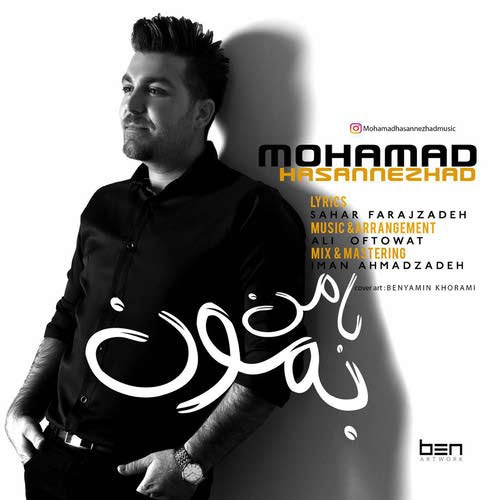 Mohamadhasannezhadmusic
MOHAMAD
HASANNEZHAD
LYRICS
SAHAR FARAJZADEH
MUSIC & ARRANGEMENT
ALI OFTOWAT
MIX & MASTERING
IMAN AHMADZADEH
cover art : BENYAMIN KHORAMI
با من
بمون
ben
ARTWORK